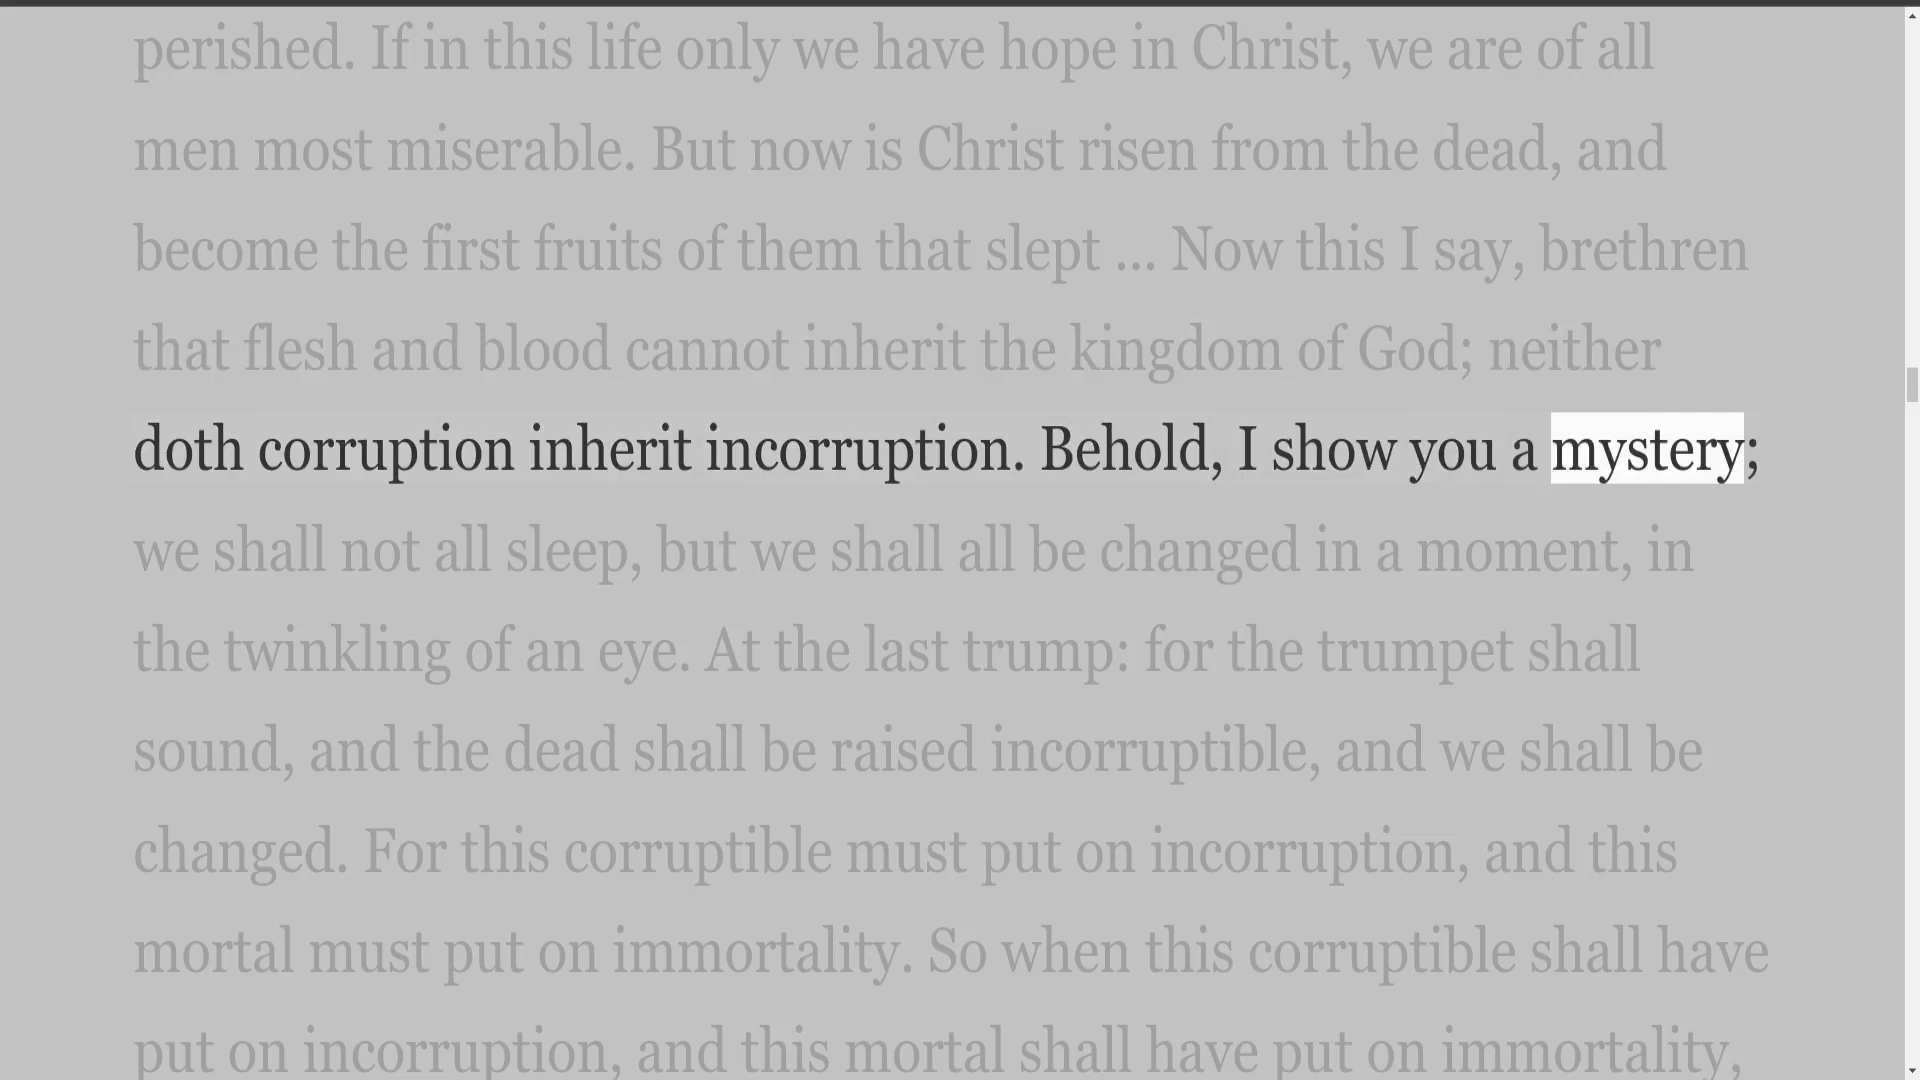 perished. If in this life only we have hope in Christ, we are of all
men most miserable. But now is Christ risen from the dead, and
become the first fruits of them that slept ... Now this I say, brethren
that flesh and blood cannot inherit the kingdom of God; neither
doth corruption inherit incorruption. Behold, I show you a mystery;
we shall not all sleep, but we shall all be changed in a moment, in
the twinkling of an eye. At the last trump: for the trumpet shall
sound, and the dead shall be raised incorruptible, and we shall be
changed. For this corruptible must put on incorruption, and this
mortal must put on immortality. So when this corruptible shall have
put on incorruption, and this mortal shall have put on immortality,